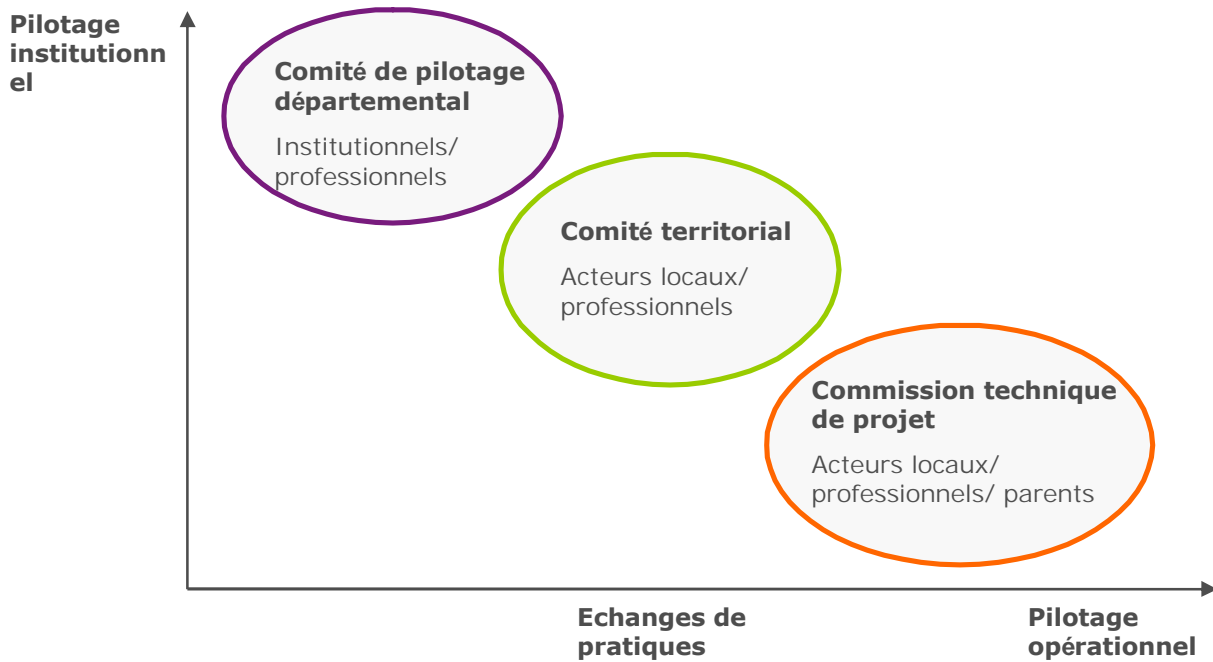 Pilotage
institutionn
el
Comité de pilotage
départemental
Institutionnels/
professionnels
Comité territorial
Acteurs locaux/
professionnels
Commission technique
de projet
Acteurs locaux/
professionnels/ parents
Echanges de
pratiques
Pilotage
opérationnel